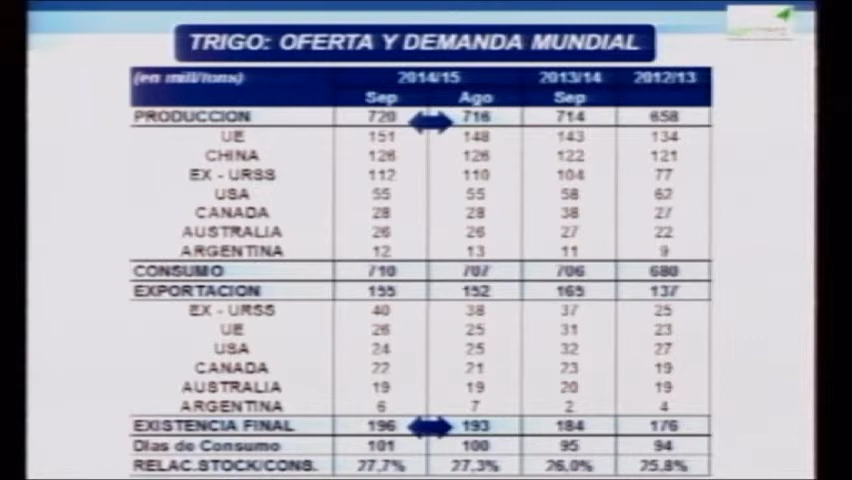 TRIGO: OFERTA Y DEMANDA MUNDIAL
(en mill/tons) 2014/15 2013/14 2012/13
Sep Ago Sep
PRODUCCION 720 716 714 658
UE 151 148 143 134
CHINA 126 126 122 121
EX - URSS 112 110 104 77
USA 55 55 58 62
CANADA 28 28 38 27
AUSTRALIA 26 26 27 22
ARGENTINA 12 13 11 9
CONSUMO 710 707 706 680
EXPORTACION 155 152 165 137
EX - URSS 40 38 37 25
UE 26 25 31 23
USA 24 25 32 27
CANADA 22 21 23 19
AUSTRALIA 19 19 20 19
ARGENTINA 6 7 2 4
EXISTENCIA FINAL 196 193 184 176
Dias de Consumo 101 100 95 94
RELAC.STOCK/CONS. 27,7% 27,3% 26,0% 25,8%